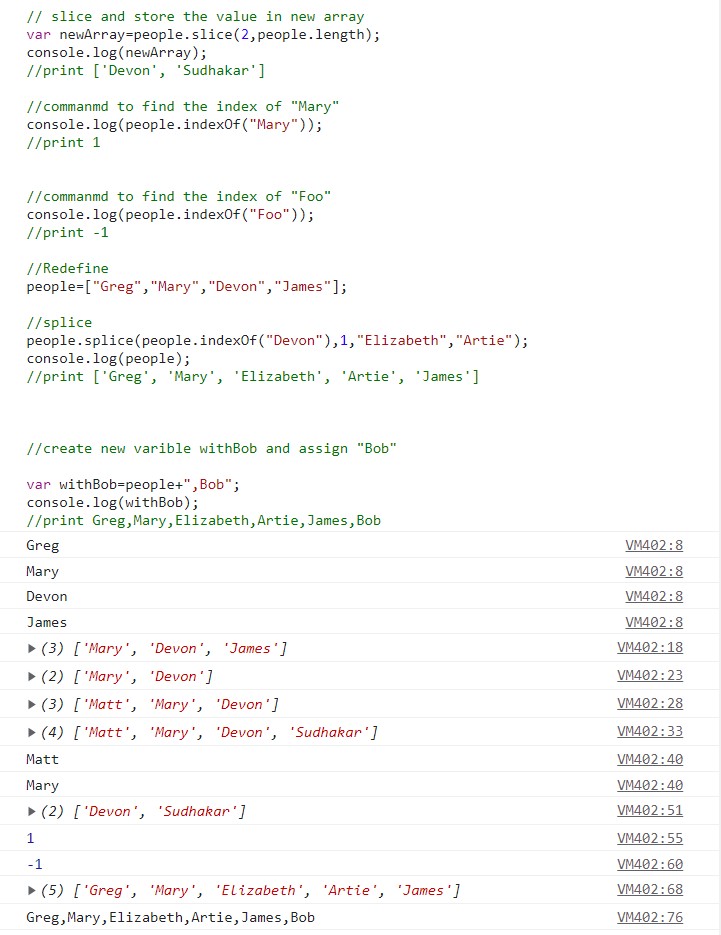 // slice and store the value in new array
var newArray=people.slice(2,people.length);
console.log(newArray);
//print ['Devon', 'Sudhakar']
//commanmd to find the index of "Mary"
console.log(people.indexOf("Mary"));
//print 1
//commanmd to find the index of "Foo"
console.log(people.indexOf("Foo"));
//print -1
//Redefine
people=["Greg","Mary","Devon","James"];
//splice
people.splice(people.indexOf("Devon"),1,"Elizabeth","Artie");
console.log(people);
//print ['Greg', 'Mary', 'Elizabeth', 'Artie', 'James']
//create new varible withBob and assign "Bob"
var withBob=people+",Bob";
console.log(withBob);
//print Greg,Mary,Elizabeth,Artie,James,Bob
Greg VM402:8
Mary VM402:8
Devon VM402:8
James VM402:8
▶ (3) ['Mary', 'Devon', 'James'] VM402:18
▶ (2) ['Mary', 'Devon'] VM402:23
▶ (3) ['Matt', 'Mary', 'Devon'] VM402:28
▶ (4) ['Matt', 'Mary', 'Devon', 'Sudhakar'] VM402:33
Matt VM402:40
Mary VM402:40
▶ (2) ['Devon', 'Sudhakar'] VM402:51
1 VM402:55
-1 VM402:60
▶ (5) ['Greg', 'Mary', 'Elizabeth', 'Artie', 'James'] VM402:68
Greg,Mary,Elizabeth,Artie,James,Bob VM402:76